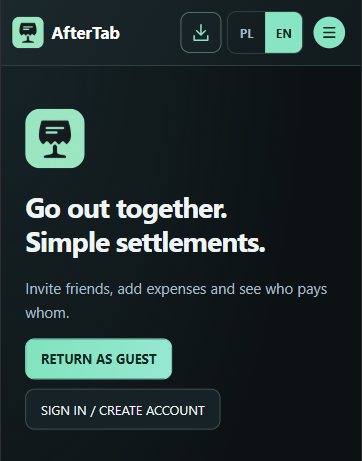 AfterTab
PL
EN
Go out together.
Simple settlements.
Invite friends, add expenses and see who pays
whom.
RETURN AS GUEST
SIGN IN / CREATE ACCOUNT